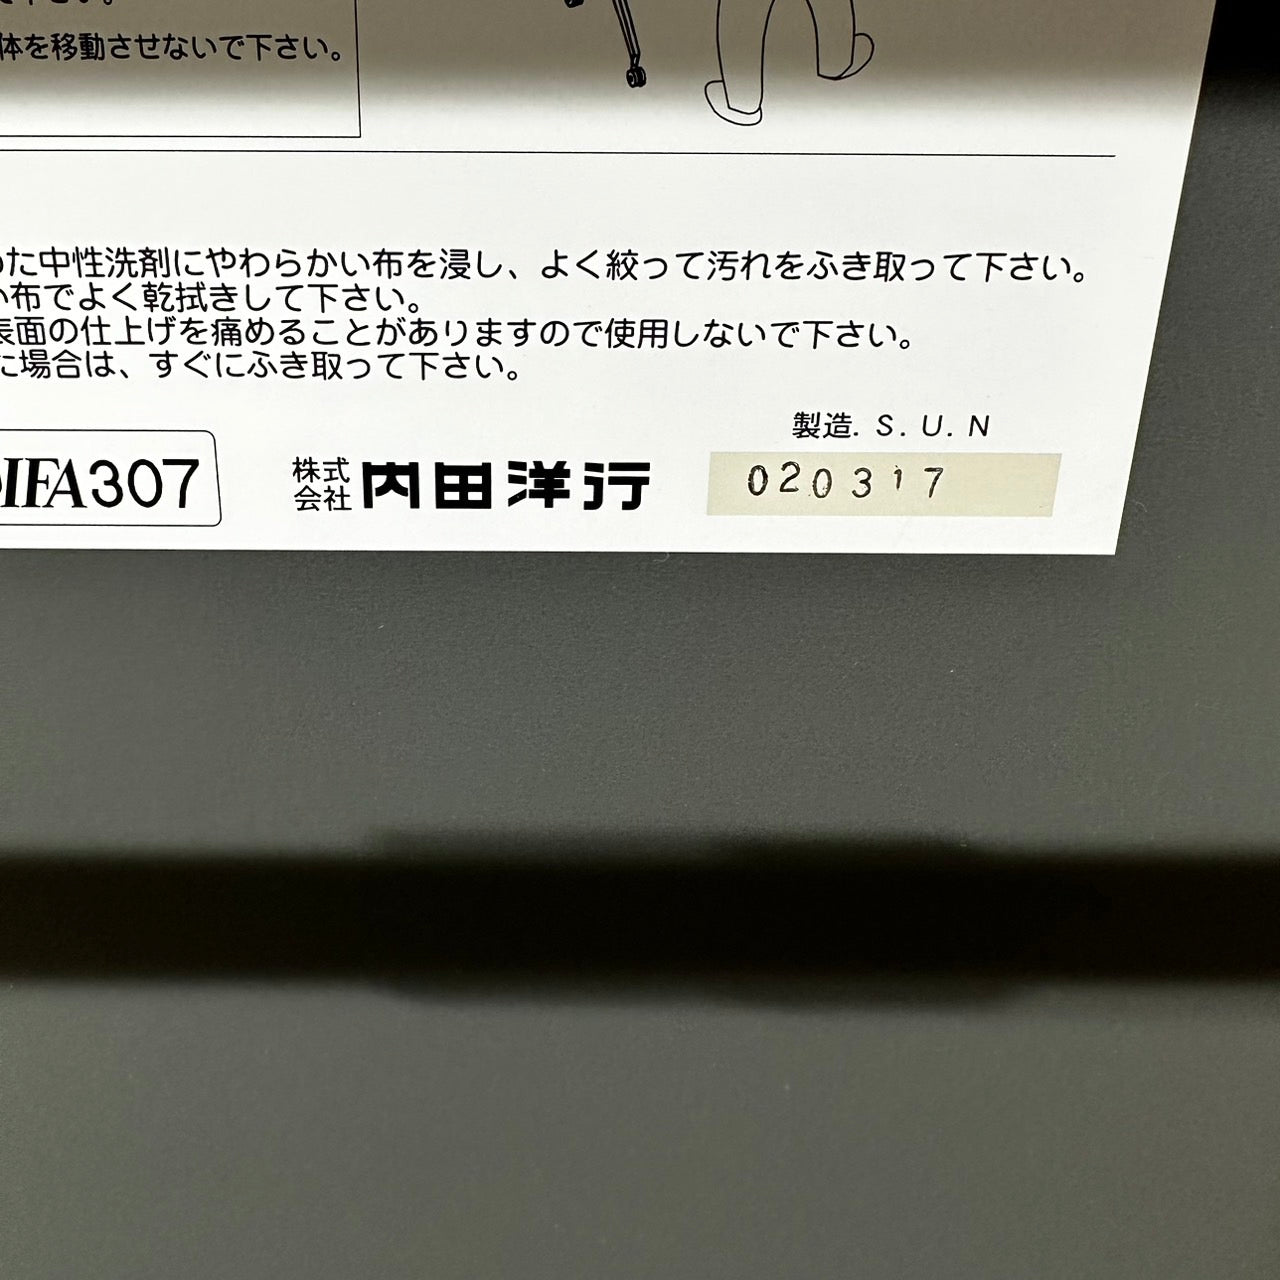 体を移動させないで下さい。
た中性洗剤にやわらかい布を浸し、よく絞って汚れをふき取って下さい。
い布でよく乾拭きして下さい。
表面の仕上げを痛めることがありますので使用しないで下さい。
に場合は、すぐにふき取って下さい。
製造. S. U. N
IFA307
株式会社 内田洋行
020317